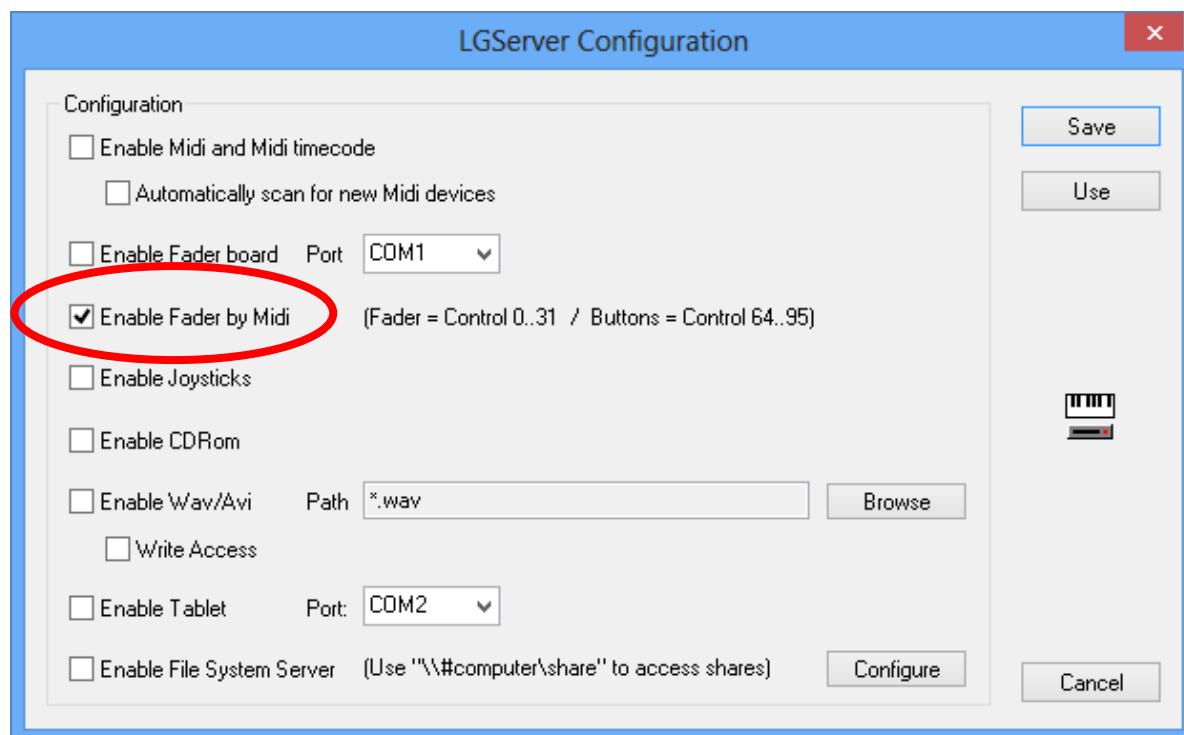 LGServer Configuration
Configuration
Save
Enable Midi and Midi timecode
Automatically scan for new Midi devices
Use
Enable Fader board Port COM1
Enable Fader by Midi (Fader = Control 0..31 / Buttons = Control 64..95)
Enable Joysticks
Enable CDRom
Enable Wav/Avi Path *.wav Browse
Write Access
Enable Tablet Port: COM2
Enable File System Server (Use "\\#computer\share" to access shares) Configure
Cancel